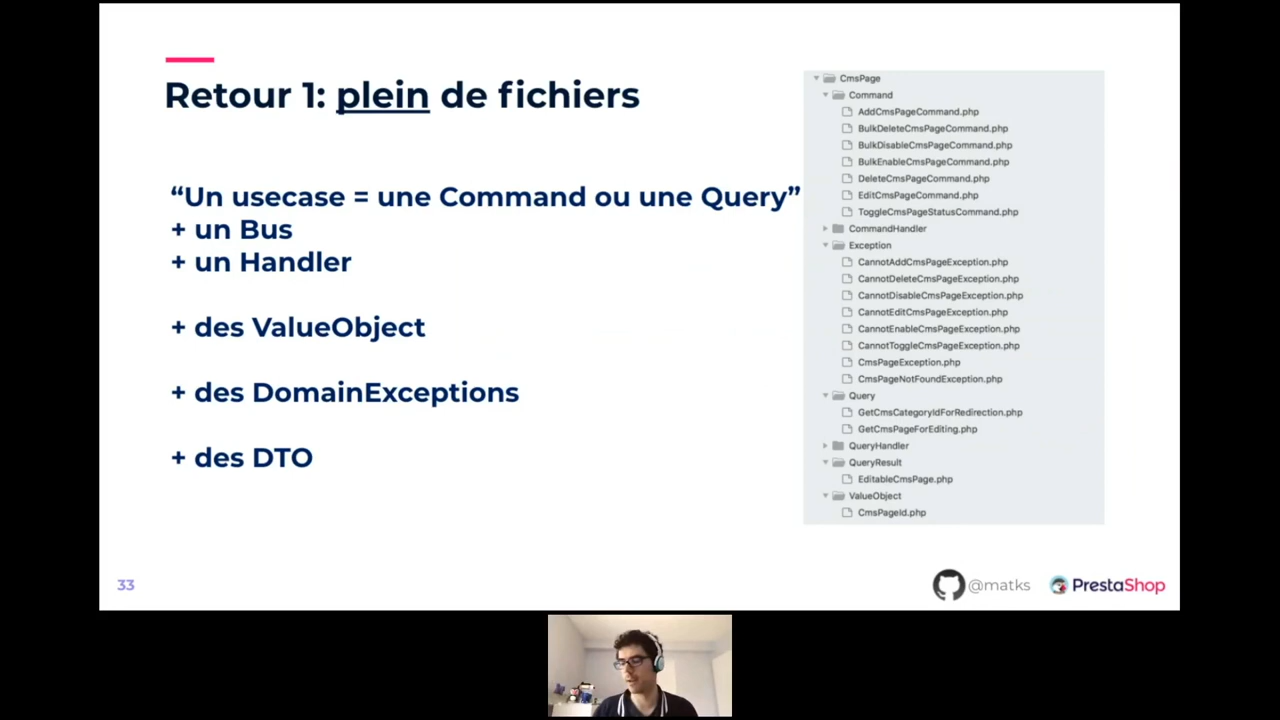 Retour 1: plein de fichiers
“Un usecase = une Command ou une Query”
+ un Bus
+ un Handler
+ des ValueObject
+ des DomainExceptions
+ des DTO
CmsPage
Command
AddCmsPageCommand.php
BulkDeleteCmsPageCommand.php
BulkDisableCmsPageCommand.php
BulkEnableCmsPageCommand.php
DeleteCmsPageCommand.php
EditCmsPageCommand.php
ToggleCmsPageStatusCommand.php
CommandHandler
Exception
CannotAddCmsPageException.php
CannotDeleteCmsPageException.php
CannotDisableCmsPageException.php
CannotEditCmsPageException.php
CannotEnableCmsPageException.php
CannotToggleCmsPageException.php
CmsPageException.php
CmsPageNotFoundException.php
Query
GetCmsCategoryIdForRedirection.php
GetCmsPageForEditing.php
QueryHandler
QueryResult
EditableCmsPage.php
ValueObject
CmsPageId.php
33
@matks
PrestaShop